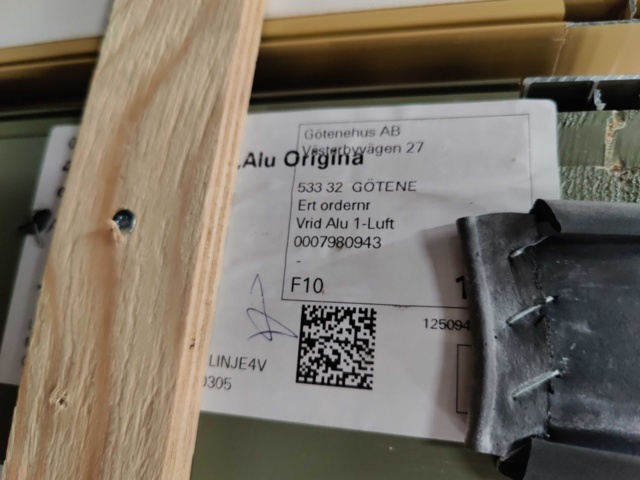 Götenehus AB
Västerbyvägen 27
,Alu Origina
533 32 GÖTENE
Ert ordernr
Vrid Alu 1-Luft
0007980943
-
F10
125094
LINJE4V
0305